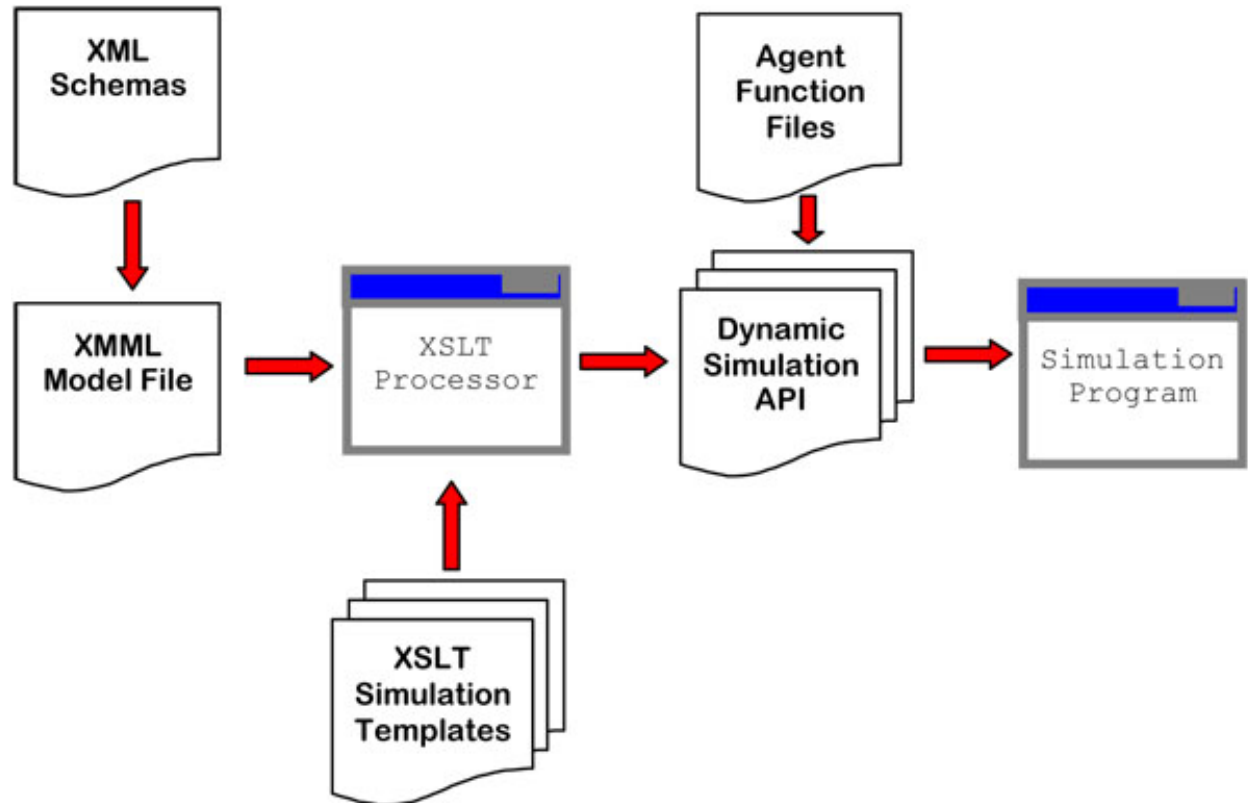 XML
Schemas
Agent
Function
Files
XMML
Model File
XSLT
Processor
Dynamic
Simulation
API
Simulation
Program
XSLT
Simulation
Templates